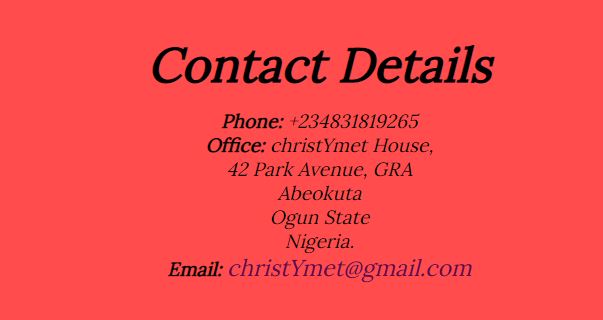 Contact Details
Phone: +234831819265
Office: christYmet House,
42 Park Avenue, GRA
Abeokuta
Ogun State
Nigeria.
Email: christYmet@gmail.com